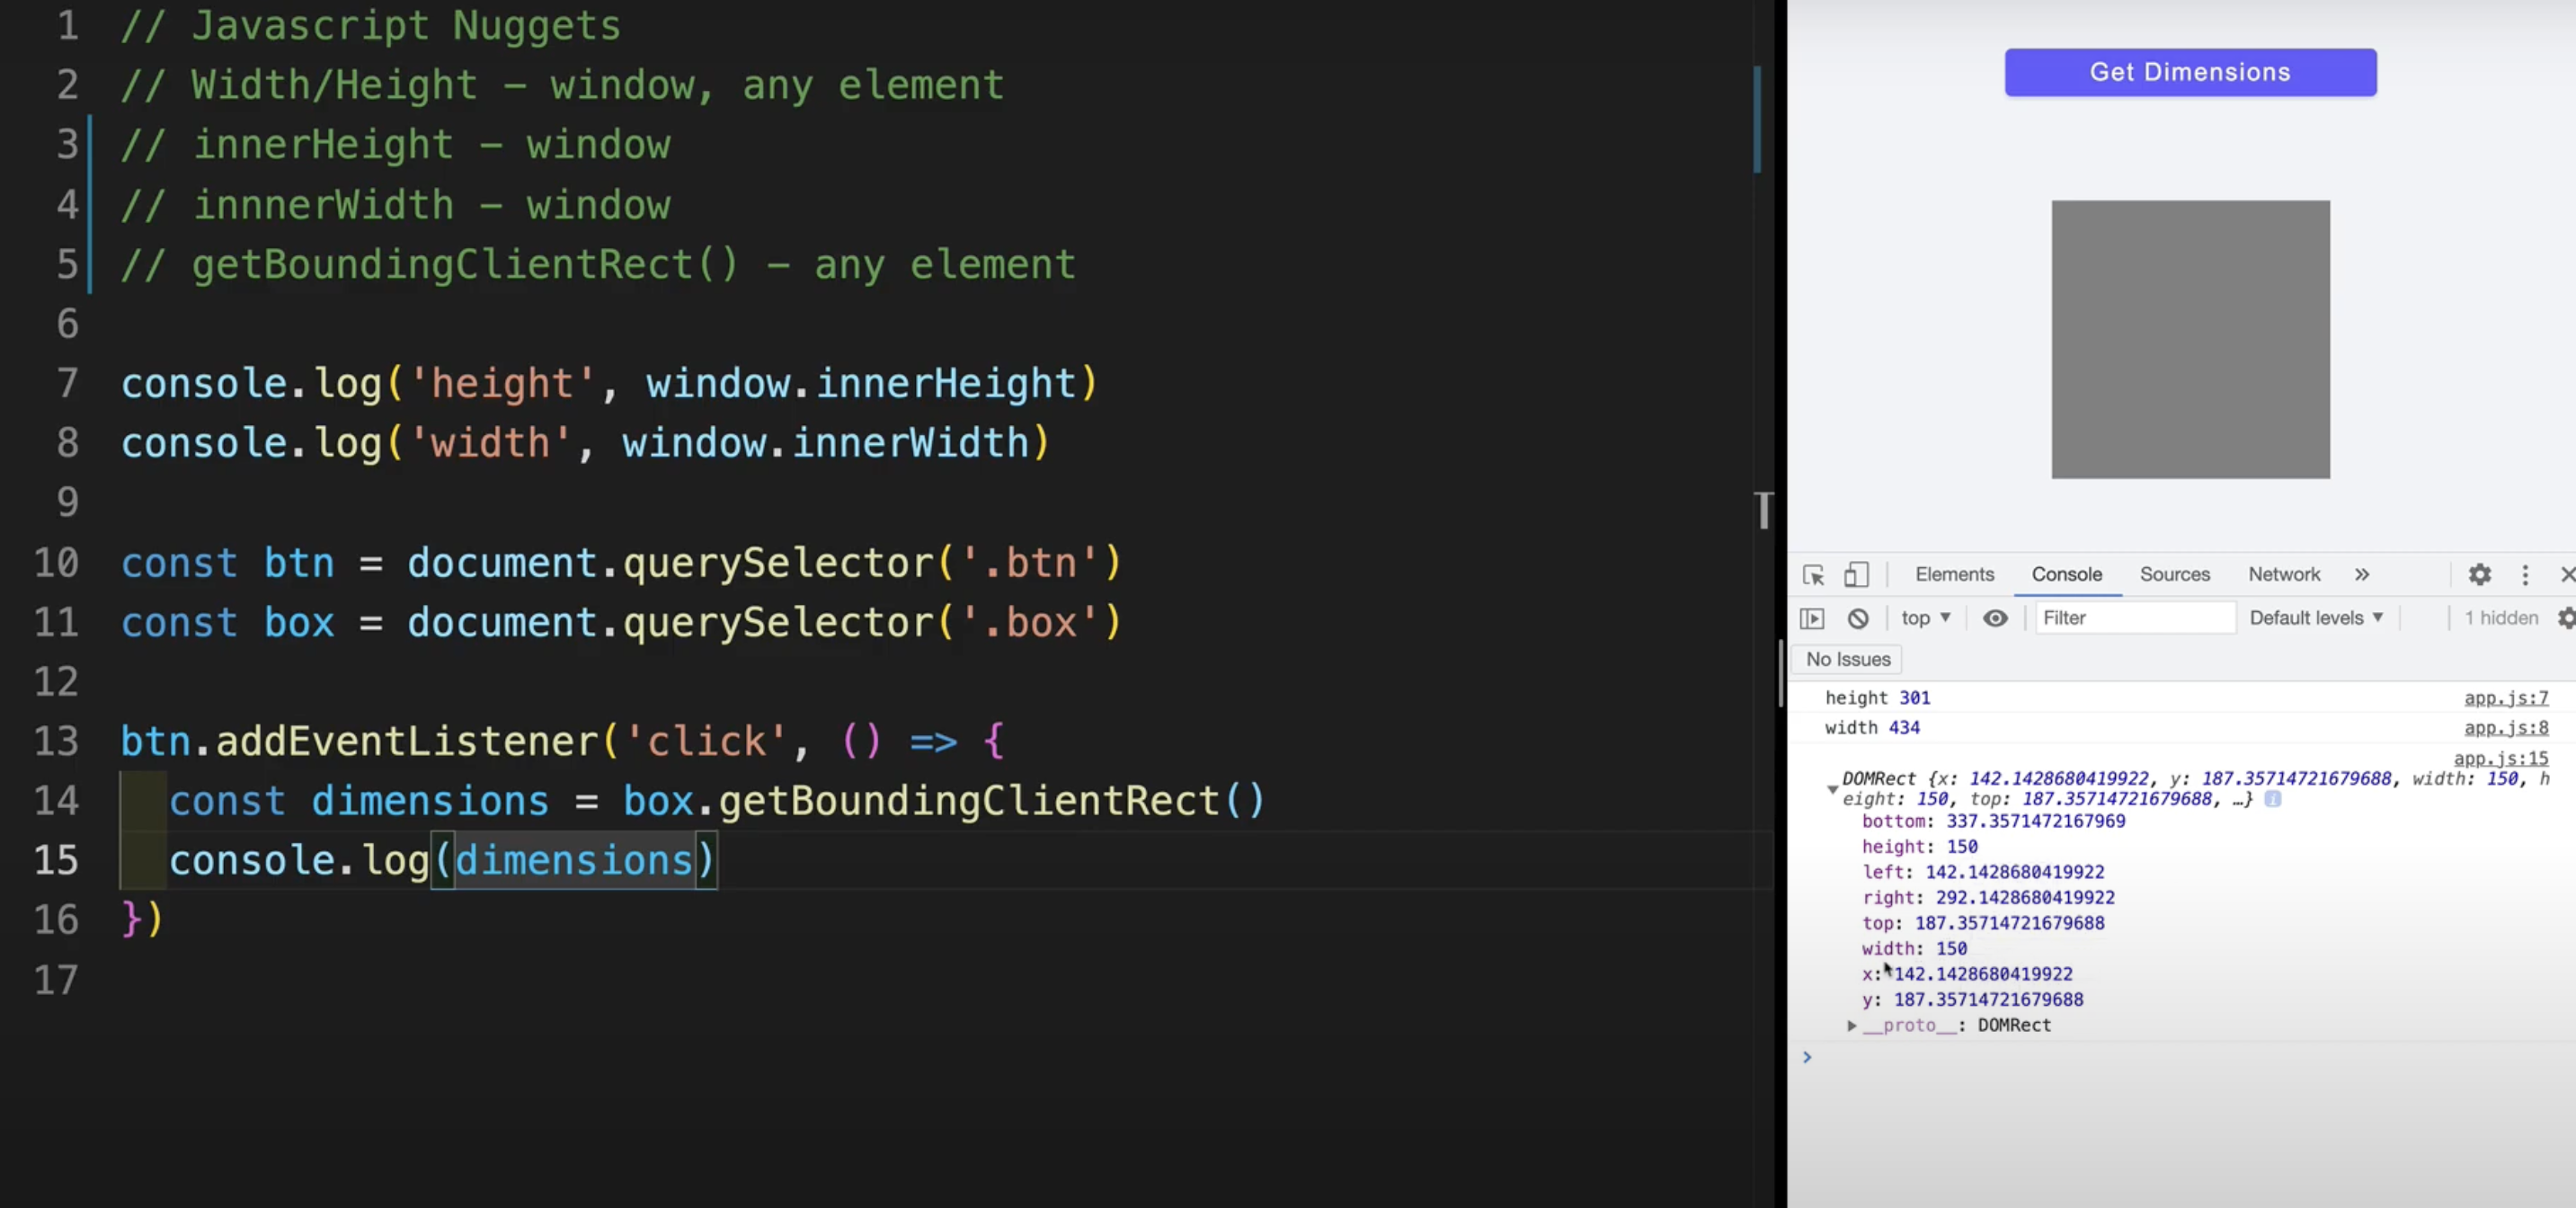 1 // Javascript Nuggets
2 // Width/Height – window, any element
3 // innerHeight – window
4 // innnerWidth – window
5 // getBoundingClientRect() – any element
6
7 console.log('height', window.innerHeight)
8 console.log('width', window.innerWidth)
9
10 const btn = document.querySelector('.btn')
11 const box = document.querySelector('.box')
12
13 btn.addEventListener('click', () => {
14 const dimensions = box.getBoundingClientRect()
15 console.log(dimensions)
16 })
17
Get Dimensions
Elements Console Sources Network »
top Filter Default levels 1 hidden
No Issues
height 301 app.js:7
width 434 app.js:8
app.js:15
DOMRect {x: 142.1428680419922, y: 187.35714721679688, width: 150, h
eight: 150, top: 187.35714721679688, …}
bottom: 337.3571472167969
height: 150
left: 142.1428680419922
right: 292.1428680419922
top: 187.35714721679688
width: 150
x: 142.1428680419922
y: 187.35714721679688
__proto__: DOMRect